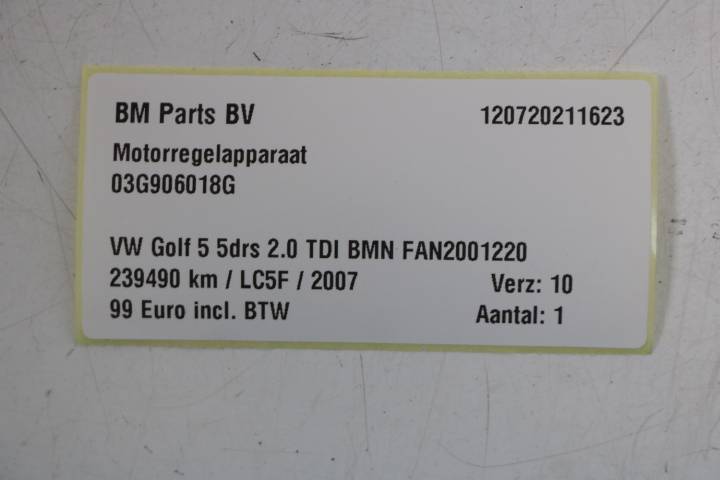 BM Parts BV 120720211623
Motorregelapparaat
03G906018G
VW Golf 5 5drs 2.0 TDI BMN FAN2001220
239490 km / LC5F / 2007 Verz: 10
99 Euro incl. BTW Aantal: 1